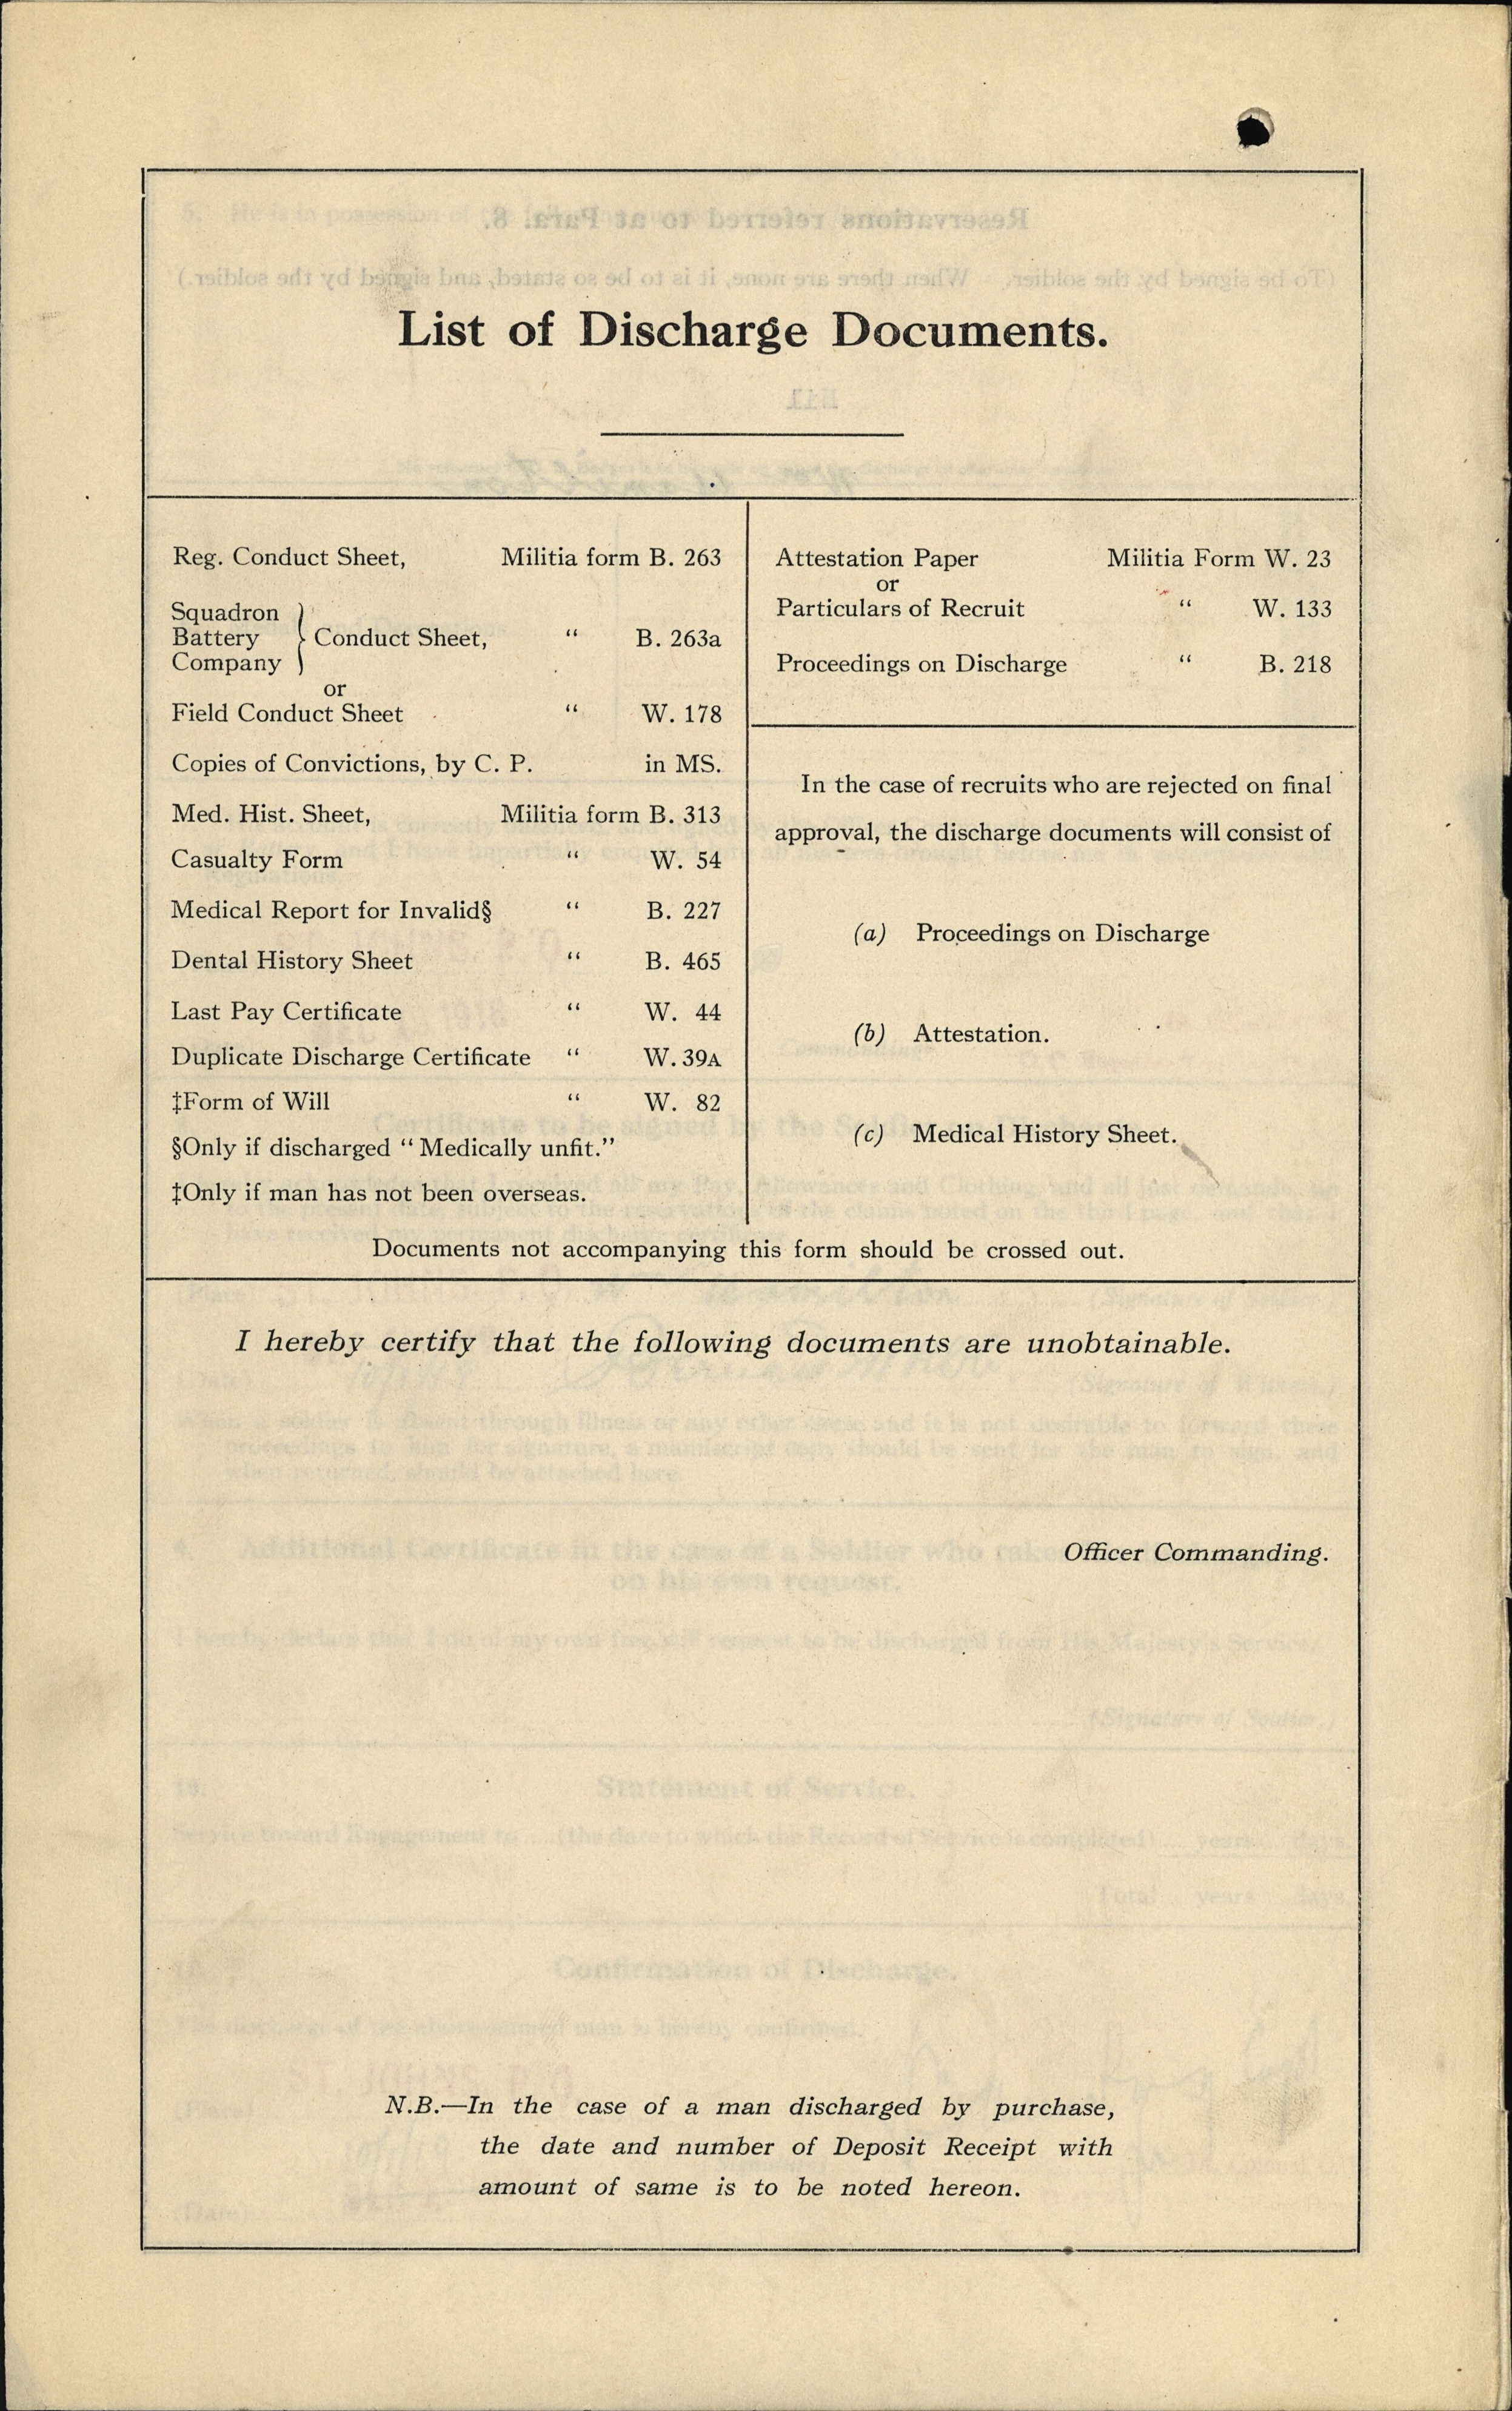 List of Discharge Documents.
Reg. Conduct Sheet, Militia form B. 263
Squadron
Battery } Conduct Sheet, “ B. 263a
Company
or
Field Conduct Sheet “ W. 178
Copies of Convictions, by C. P. in MS.
Med. Hist. Sheet, Militia form B. 313
Casualty Form “ W. 54
Medical Report for Invalid§ “ B. 227
Dental History Sheet “ B. 465
Last Pay Certificate “ W. 44
Duplicate Discharge Certificate “ W. 39A
‡Form of Will “ W. 82
§Only if discharged “Medically unfit.”
‡Only if man has not been overseas.
Attestation Paper Militia Form W. 23
or
Particulars of Recruit “ W. 133
Proceedings on Discharge “ B. 218
In the case of recruits who are rejected on final
approval, the discharge documents will consist of
(a) Proceedings on Discharge
(b) Attestation.
(c) Medical History Sheet.
Documents not accompanying this form should be crossed out.
I hereby certify that the following documents are unobtainable.
Officer Commanding.
N.B.—In the case of a man discharged by purchase,
the date and number of Deposit Receipt with
amount of same is to be noted hereon.